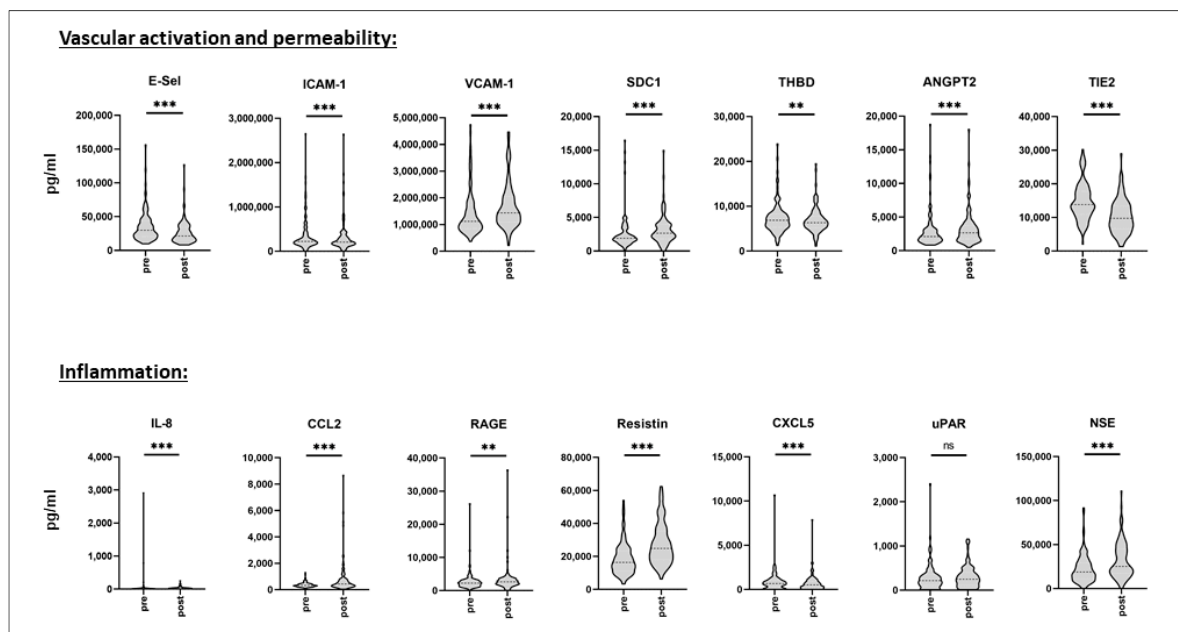 Vascular activation and permeability:
E-Sel
***
200,000
150,000
100,000
50,000
0
pg/ml
pre
post
ICAM-1
***
3,000,000
2,000,000
1,000,000
0
pre
post
VCAM-1
***
5,000,000
4,000,000
3,000,000
2,000,000
1,000,000
0
pre
post
SDC1
***
20,000
15,000
10,000
5,000
0
pre
post
THBD
**
30,000
20,000
10,000
0
pre
post
ANGPT2
***
20,000
15,000
10,000
5,000
0
pre
post
TIE2
***
40,000
30,000
20,000
10,000
0
pre
post
Inflammation:
IL-8
***
4,000
3,000
2,000
1,000
0
pg/ml
pre
post
CCL2
***
10,000
8,000
6,000
4,000
2,000
0
pre
post
RAGE
**
40,000
30,000
20,000
10,000
0
pre
post
Resistin
***
80,000
60,000
40,000
20,000
0
pre
post
CXCL5
***
15,000
10,000
5,000
0
pre
post
uPAR
ns
3,000
2,000
1,000
0
pre
post
NSE
***
150,000
100,000
50,000
0
pre
post